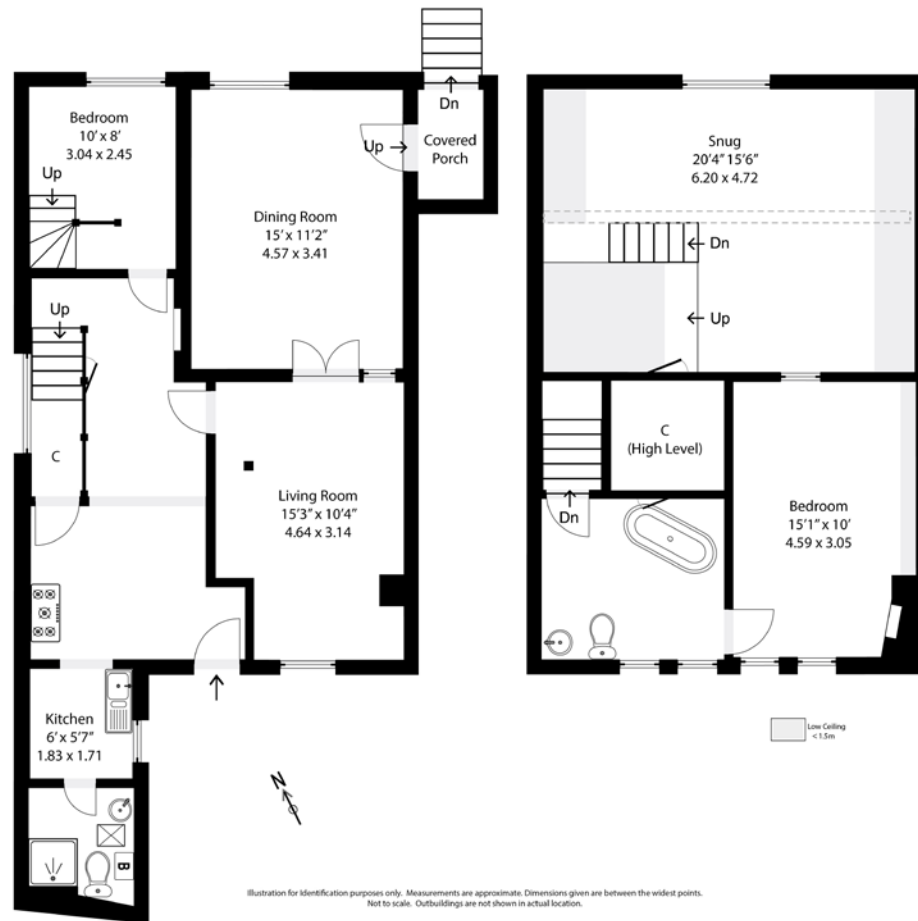 Bedroom
10' x 8'
3.04 x 2.45
Up
Dining Room
15' x 11'2"
4.57 x 3.41
Up
Dn
Covered
Porch
Up
C
Living Room
15'3" x 10'4"
4.64 x 3.14
Kitchen
6' x 5'7"
1.83 x 1.71
B
Snug
20'4" 15'6"
6.20 x 4.72
Dn
Up
C
(High Level)
Dn
Bedroom
15'1" x 10'
4.59 x 3.05
Low Ceiling
< 1.5m
N
Illustration for identification purposes only. Measurements are approximate. Dimensions given are between the widest points.
Not to scale. Outbuildings are not shown in actual location.